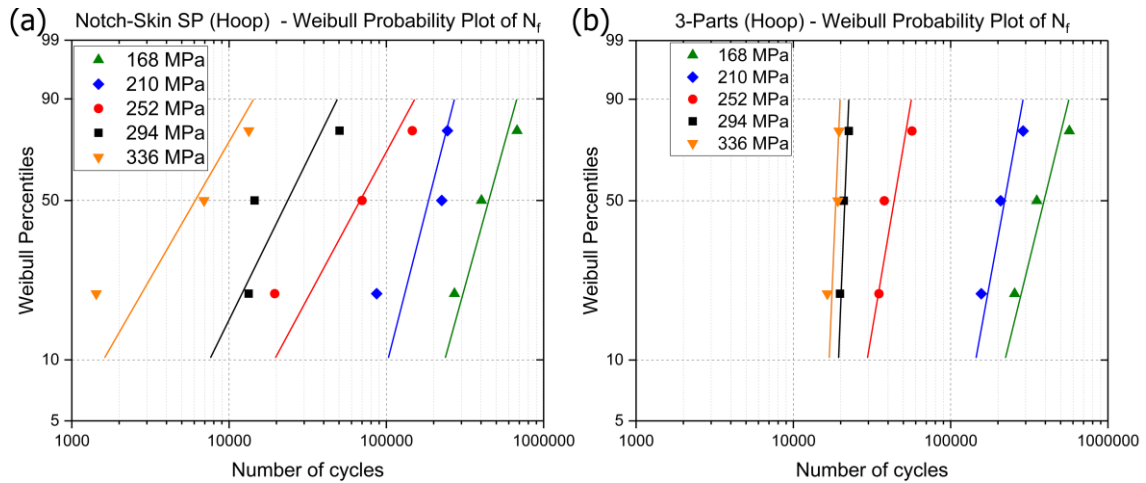 (a)
Notch-Skin SP (Hoop) - Weibull Probability Plot of Nf
99
90
50
10
5
Weibull Percentiles
168 MPa
210 MPa
252 MPa
294 MPa
336 MPa
1000
10000
100000
1000000
Number of cycles
(b)
3-Parts (Hoop) - Weibull Probability Plot of Nf
99
90
50
10
5
Weibull Percentiles
168 MPa
210 MPa
252 MPa
294 MPa
336 MPa
1000
10000
100000
1000000
Number of cycles